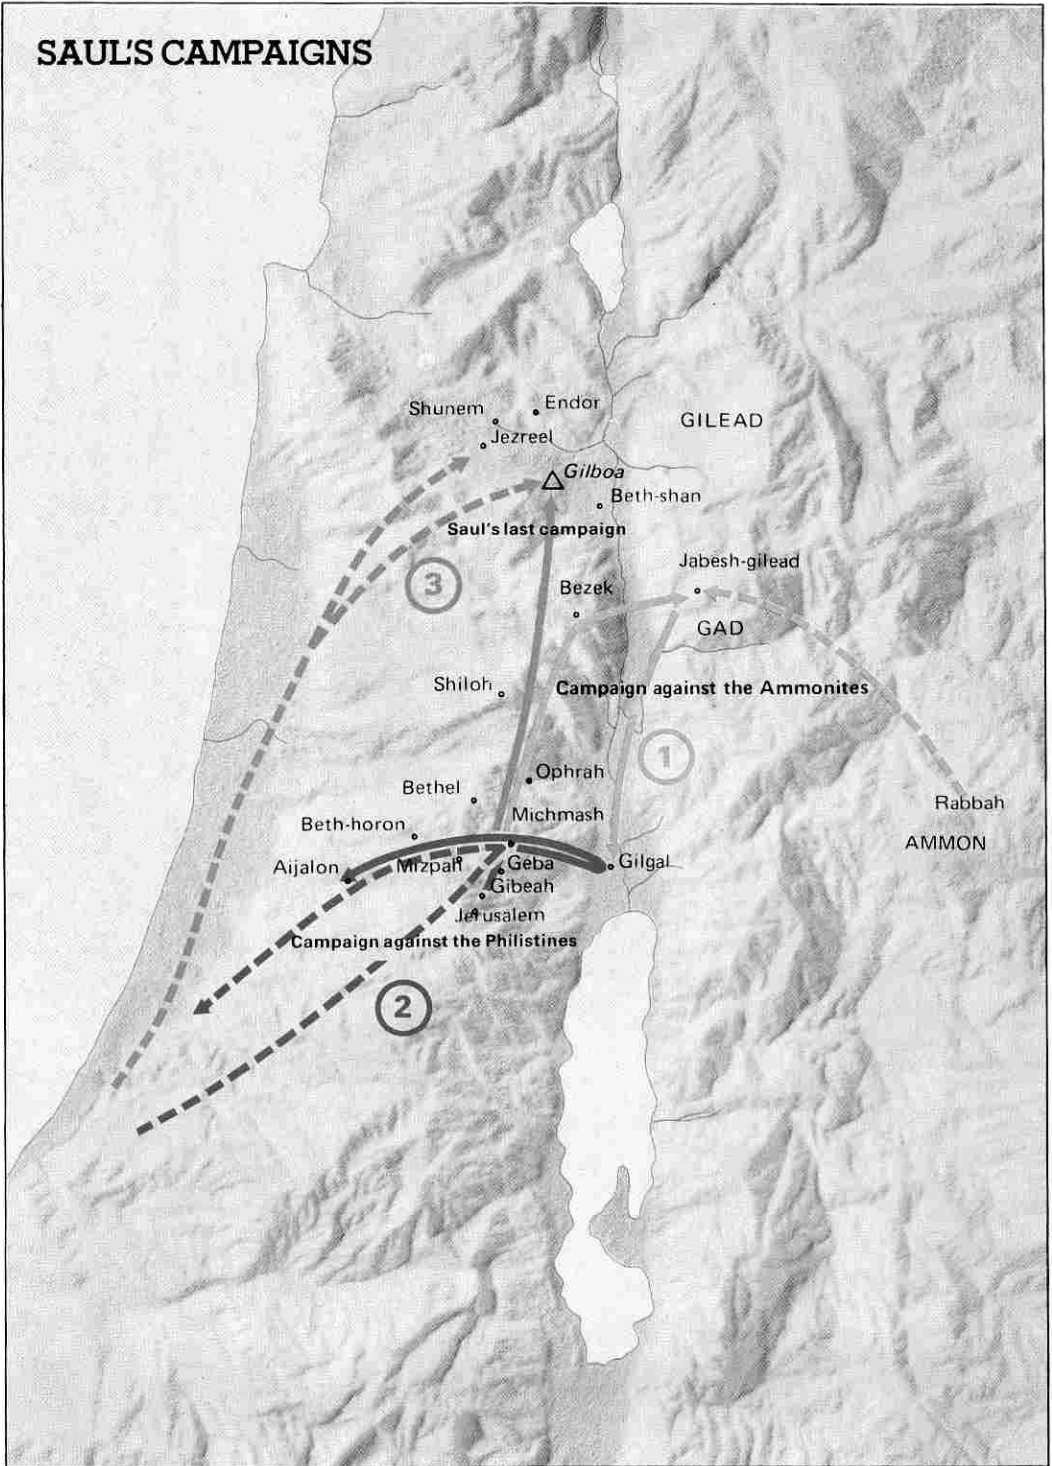 SAUL'S CAMPAIGNS
Endor
Shunem
GILEAD
Jezreel
Gilboa
Beth-shan
Saul's last campaign
Jabesh-gilead
3
Bezek
GAD
Shiloh
Campaign against the Ammonites
1
Ophrah
Bethel
Rabbah
Michmash
Beth-horon
AMMON
Aijalon
Mizpah
Geba
Gilgal
Gibeah
Jerusalem
Campaign against the Philistines
2